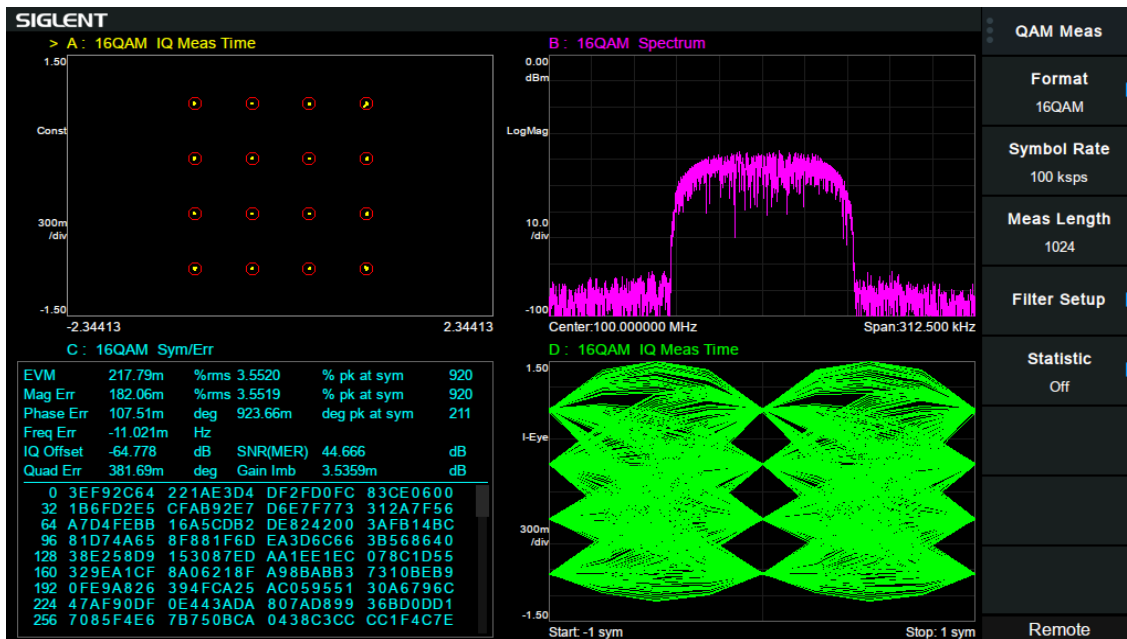 SIGLENT
> A : 16QAM IQ Meas Time
1.50
Const
300m
/div
-1.50
-2.34413 2.34413
B : 16QAM Spectrum
0.00
dBm
LogMag
10.0
/div
-100
Center:100.000000 MHz Span:312.500 kHz
C : 16QAM Sym/Err
EVM 217.79m %rms 3.5520 % pk at sym 920
Mag Err 182.06m %rms 3.5519 % pk at sym 920
Phase Err 107.51m deg 923.66m deg pk at sym 211
Freq Err -11.021m Hz
IQ Offset -64.778 dB SNR(MER) 44.666 dB
Quad Err 381.69m deg Gain Imb 3.5359m dB
0 3EF92C64 221AE3D4 DF2FD0FC 83CE0600
32 1B6FD2E5 CFAB92E7 D6E7F773 312A7F56
64 A7D4FEBB 16A5CDB2 DE824200 3AFB14BC
96 81D74A65 8F881F6D EA3D6C66 3B568640
128 38E258D9 153087ED AA1EE1EC 078C1D55
160 329EA1CF 8A06218F A98BABB3 7310BEB9
192 0FE9A826 394FCA25 AC059551 30A6796C
224 47AF90DF 0E443ADA 807AD899 36BD0DD1
256 7085F4E6 7B750BCA 0438C3CC CC1F4C7E
D : 16QAM IQ Meas Time
1.50
I-Eye
300m
/div
-1.50
Start: -1 sym Stop: 1 sym
QAM Meas
Format
16QAM
Symbol Rate
100 ksps
Meas Length
1024
Filter Setup
Statistic
Off
Remote